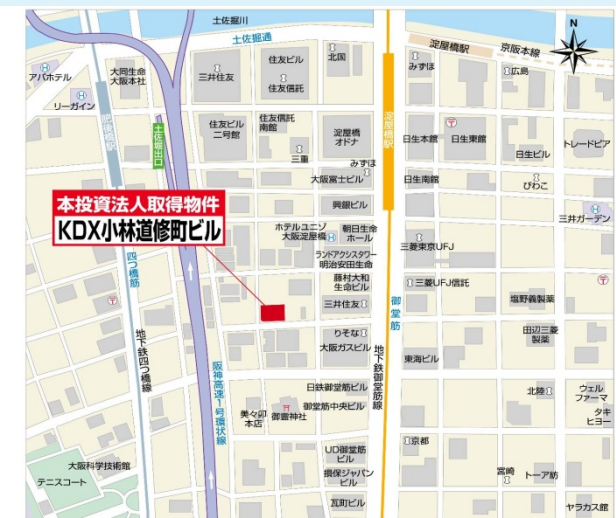 土佐堀川
土佐堀通
淀屋橋駅
京阪本線
N
アパホテル
大同生命
大阪本社
三井住友
住友ビル
住友信託
北国
みずほ
広島
リーガイン
肥後橋駅
土佐堀出口
住友ビル
二号館
住友信託
南館
三重
淀屋橋
オドナ
みずほ
淀屋橋駅
日生本館
日生東館
日生ビル
トレードピア
大阪富士ビル
日生南館
びわこ
本投資法人取得物件
KDX小林道修町ビル
興銀ビル
三井ガーデン
ホテルユニゾ
大阪淀屋橋
朝日生命
ホール
三菱東京UFJ
ランドアクシスタワー
明治安田生命
四つ橋筋
藤村大和
生命ビル
三菱UFJ信託
三井住友
御堂筋
塩野義製薬
りそな
大阪ガスビル
田辺三菱
製薬
東海ビル
地下鉄四つ橋線
阪神高速1号環状線
地下鉄御堂筋線
日鉄御堂筋ビル
美々卯
本店
御霊神社
御堂筋中央ビル
北陸
ウェル
ファーマ
タキ
ヒヨー
京都
UD御堂筋
ビル
大阪科学技術館
テニスコート
損保ジャパン
ビル
宮崎
トーア紡
瓦町ビル
ヤラカス館